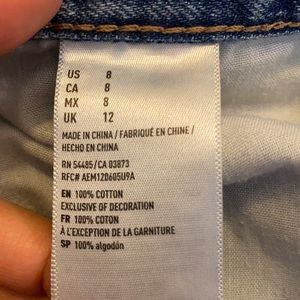 US 8
CA 8
MX 8
UK 12
MADE IN CHINA / FABRIQUÉ EN CHINE /
HECHO EN CHINA
RN 54485/CA 03873
RFC# AEM120605U9A
EN 100% COTTON
EXCLUSIVE OF DECORATION
FR 100% COTON
À L'EXCEPTION DE LA GARNITURE
SP 100% algodón